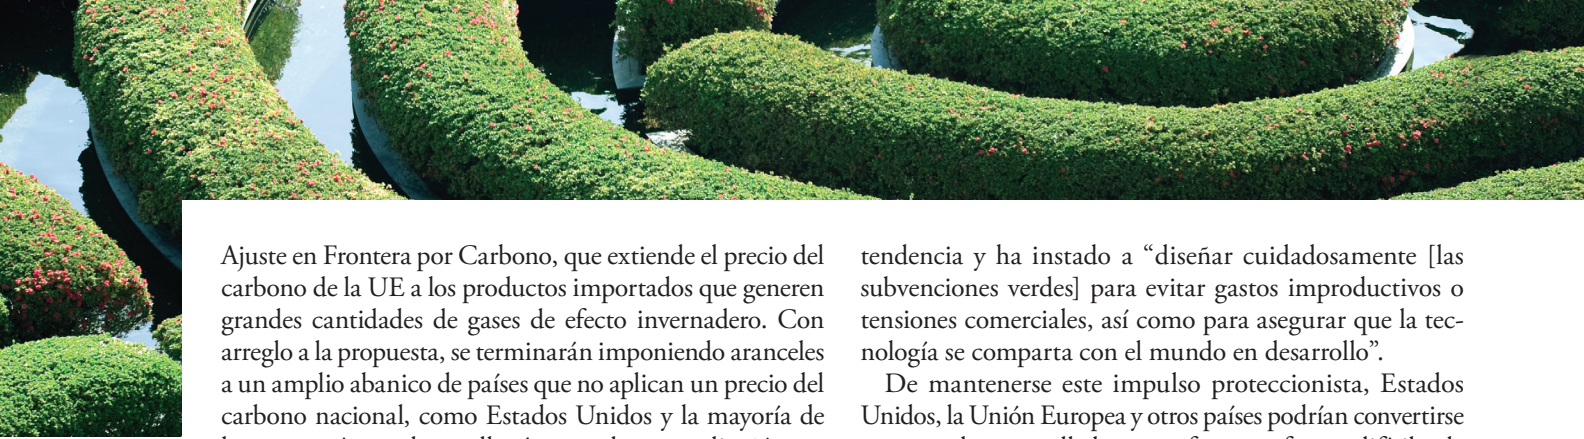 Ajuste en Frontera por Carbono, que extiende el precio del
carbono de la UE a los productos importados que generen
grandes cantidades de gases de efecto invernadero. Con
arreglo a la propuesta, se terminarán imponiendo aranceles
a un amplio abanico de países que no aplican un precio del
carbono nacional, como Estados Unidos y la mayoría de
tendencia y ha instado a “diseñar cuidadosamente [las
subvenciones verdes] para evitar gastos improductivos o
tensiones comerciales, así como para asegurar que la tec-
nología se comparta con el mundo en desarrollo”.
De mantenerse este impulso proteccionista, Estados
Unidos, la Unión Europea y otros países podrían convertirse